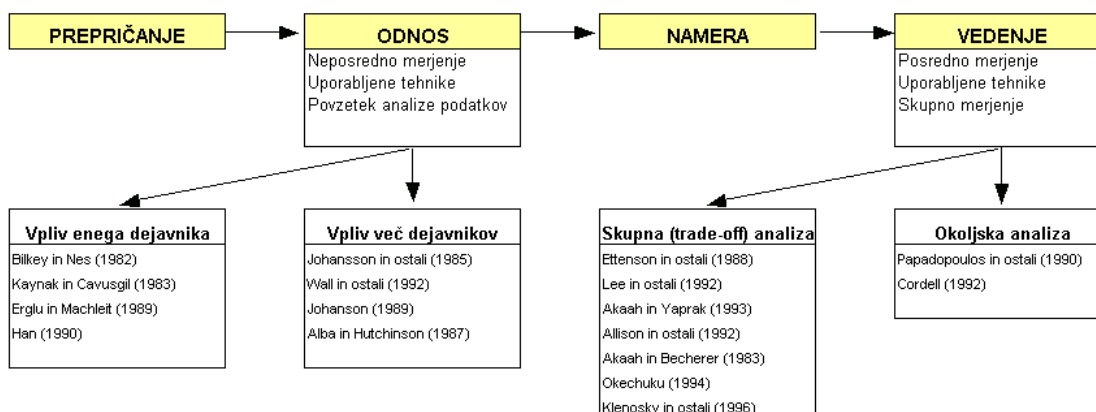 PREPRIČANJE
ODNOS
NAMERA
VEDENJE
Neposredno merjenje
Uporabljene tehnike
Povzetek analize podatkov
Posredno merjenje
Uporabljene tehnike
Skupno merjenje
Vpliv enega dejavnika
Bilkey in Nes (1982)
Kaynak in Cavusgil (1983)
Erglu in Machleit (1989)
Han (1990)
Vpliv več dejavnikov
Johansson in ostali (1985)
Wall in ostali (1992)
Johanson (1989)
Alba in Hutchinson (1987)
Skupna (trade-off) analiza
Ettenson in ostali (1988)
Lee in ostali (1992)
Akaah in Yaprak (1993)
Allison in ostali (1992)
Akaah in Becherer (1983)
Okechuku (1994)
Klenosky in ostali (1996)
Okoljska analiza
Papadopoulos in ostali (1990)
Cordell (1992)